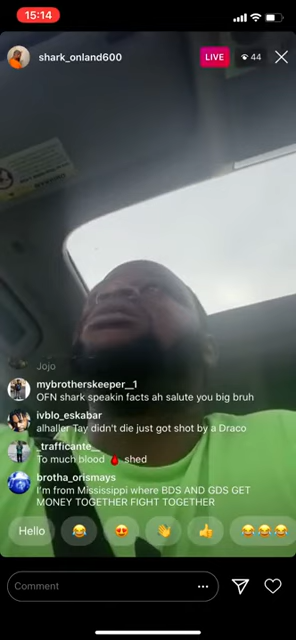 15:14
shark_onland600
LIVE
44
Jojo
mybrotherskeeper__1
OFN shark speakin facts ah salute you big bruh
ivblo_eskabar
alhaller Tay didn't die just got shot by a Draco
_trafficante_
To much blood 🩸 shed
brotha_orismays
I'm from Mississippi where BDS AND GDS GET
MONEY TOGETHER FIGHT TOGETHER
Hello 😂 😍 👏 👍 😂😂😂
Comment